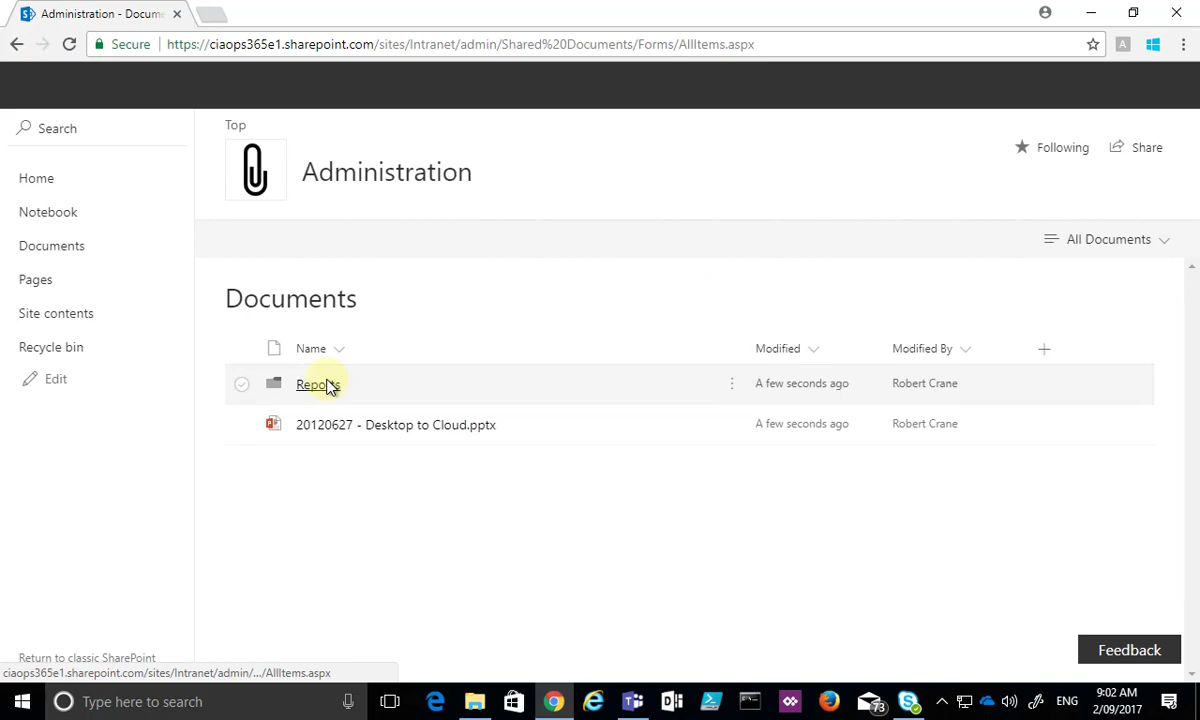 Administration - Docume
Secure
https://ciaops365e1.sharepoint.com/sites/Intranet/admin/Shared%20Documents/Forms/AllItems.aspx
A
Search
Top
Administration
Following
Share
Home
Notebook
Documents
Pages
Site contents
Recycle bin
Edit
All Documents
Documents
Name
Modified
Modified By
Reports
A few seconds ago
Robert Crane
20120627 - Desktop to Cloud.pptx
A few seconds ago
Robert Crane
Feedback
Return to classic SharePoint
ciaops365e1.sharepoint.com/sites/Intranet/admin/.../AllItems.aspx
Type here to search
73
ENG
9:02 AM
2/09/2017